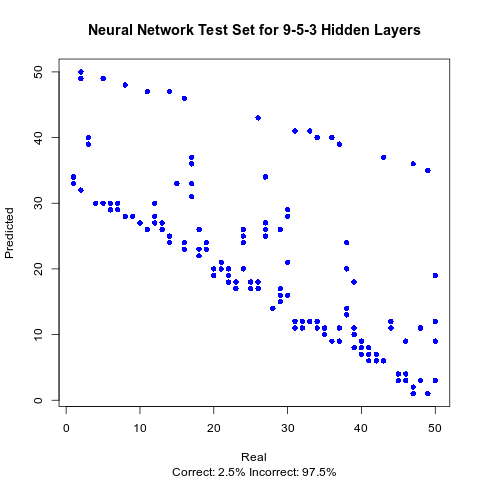 Neural Network Test Set for 9-5-3 Hidden Layers
50
40
30
20
10
0
Predicted
0 10 20 30 40 50
Real
Correct: 2.5% Incorrect: 97.5%